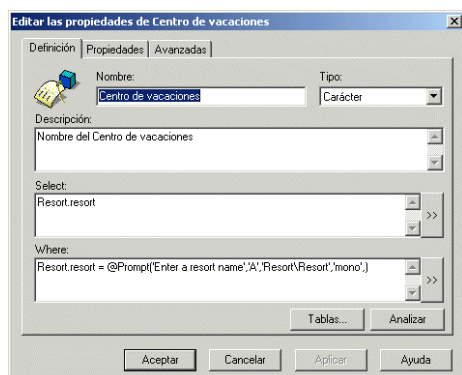 Editar las propiedades de Centro de vacaciones
Definición Propiedades Avanzadas
Nombre: Tipo:
Centro de vacaciones Carácter
Descripción:
Nombre del Centro de vacaciones
Select:
Resort.resort
>>
Where:
Resort.resort = @Prompt('Enter a resort name','A','Resort\Resort','mono',)
>>
Tablas... Analizar
Aceptar Cancelar Aplicar Ayuda